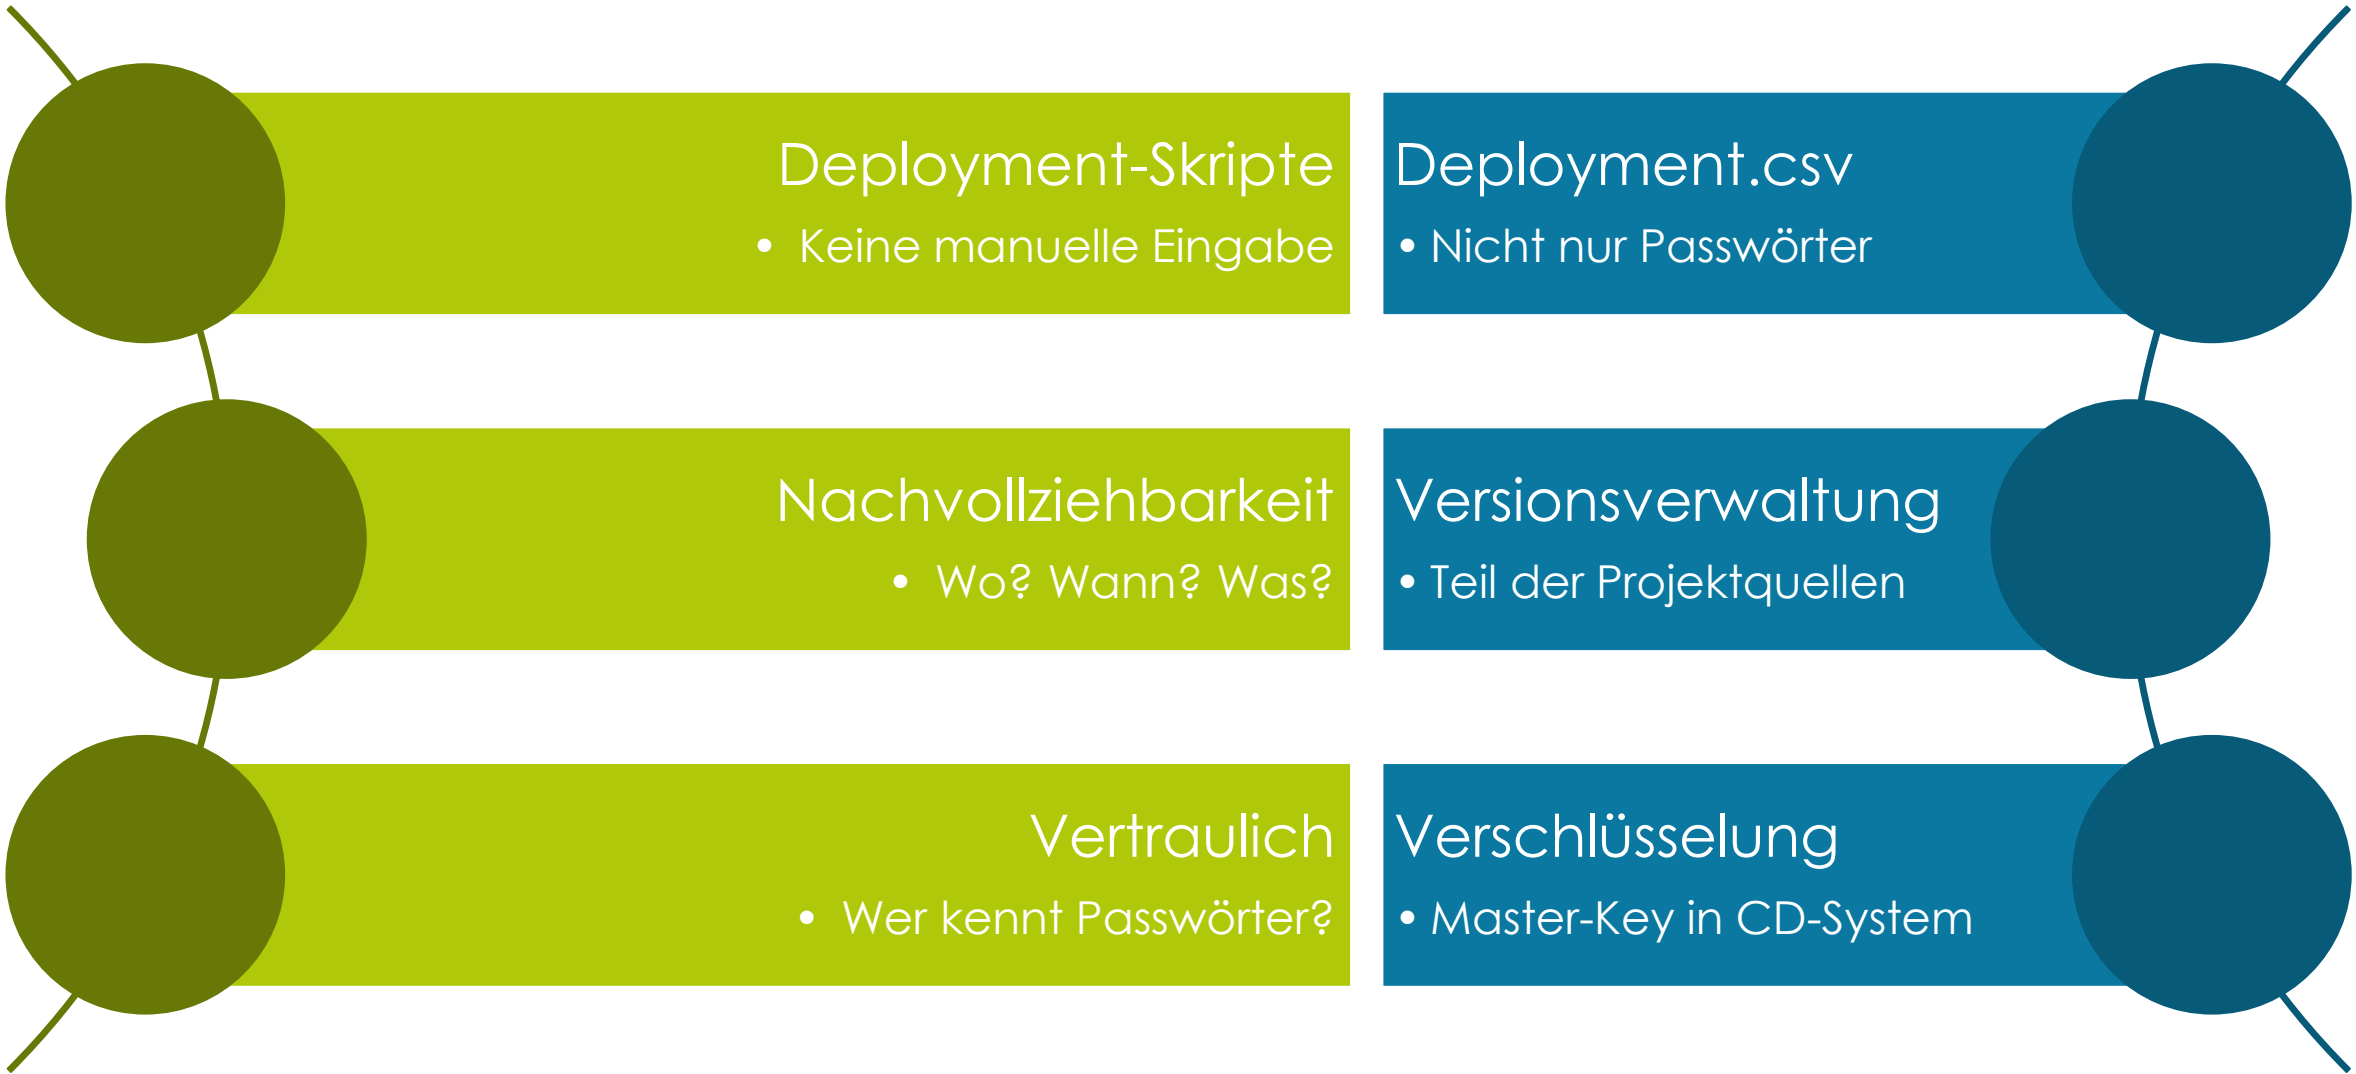 Deployment-Skripte
• Keine manuelle Eingabe
Deployment.csv
• Nicht nur Passwörter
Nachvollziehbarkeit
• Wo? Wann? Was?
Versionsverwaltung
• Teil der Projektquellen
Vertraulich
• Wer kennt Passwörter?
Verschlüsselung
• Master-Key in CD-System